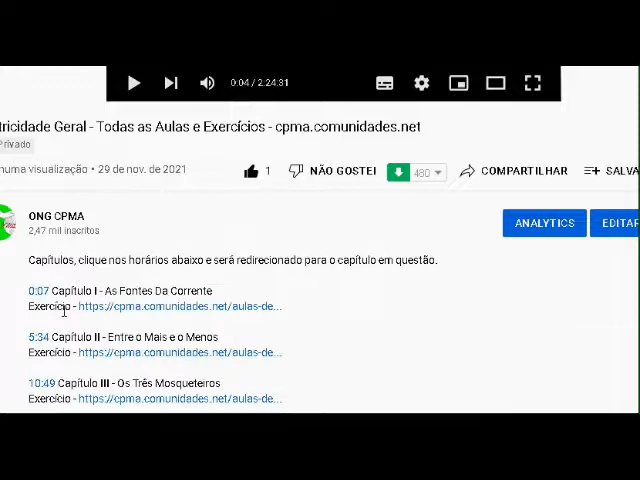 0:04 / 2:24:31
tricidade Geral - Todas as Aulas e Exercícios - cpma.comunidades.net
Privado
numa visualização • 29 de nov. de 2021
1 NÃO GOSTEI 480 COMPARTILHAR SALVA
ONG CPMA
2,47 mil inscritos
ANALYTICS EDITAR
Capítulos, clique nos horários abaixo e será redirecionado para o capítulo em questão.
0:07 Capítulo I - As Fontes Da Corrente
Exercício - https://cpma.comunidades.net/aulas-de...
5:34 Capítulo II - Entre o Mais e o Menos
Exercício - https://cpma.comunidades.net/aulas-de...
10:49 Capítulo III - Os Três Mosqueteiros
Exercício - https://cpma.comunidades.net/aulas-de...